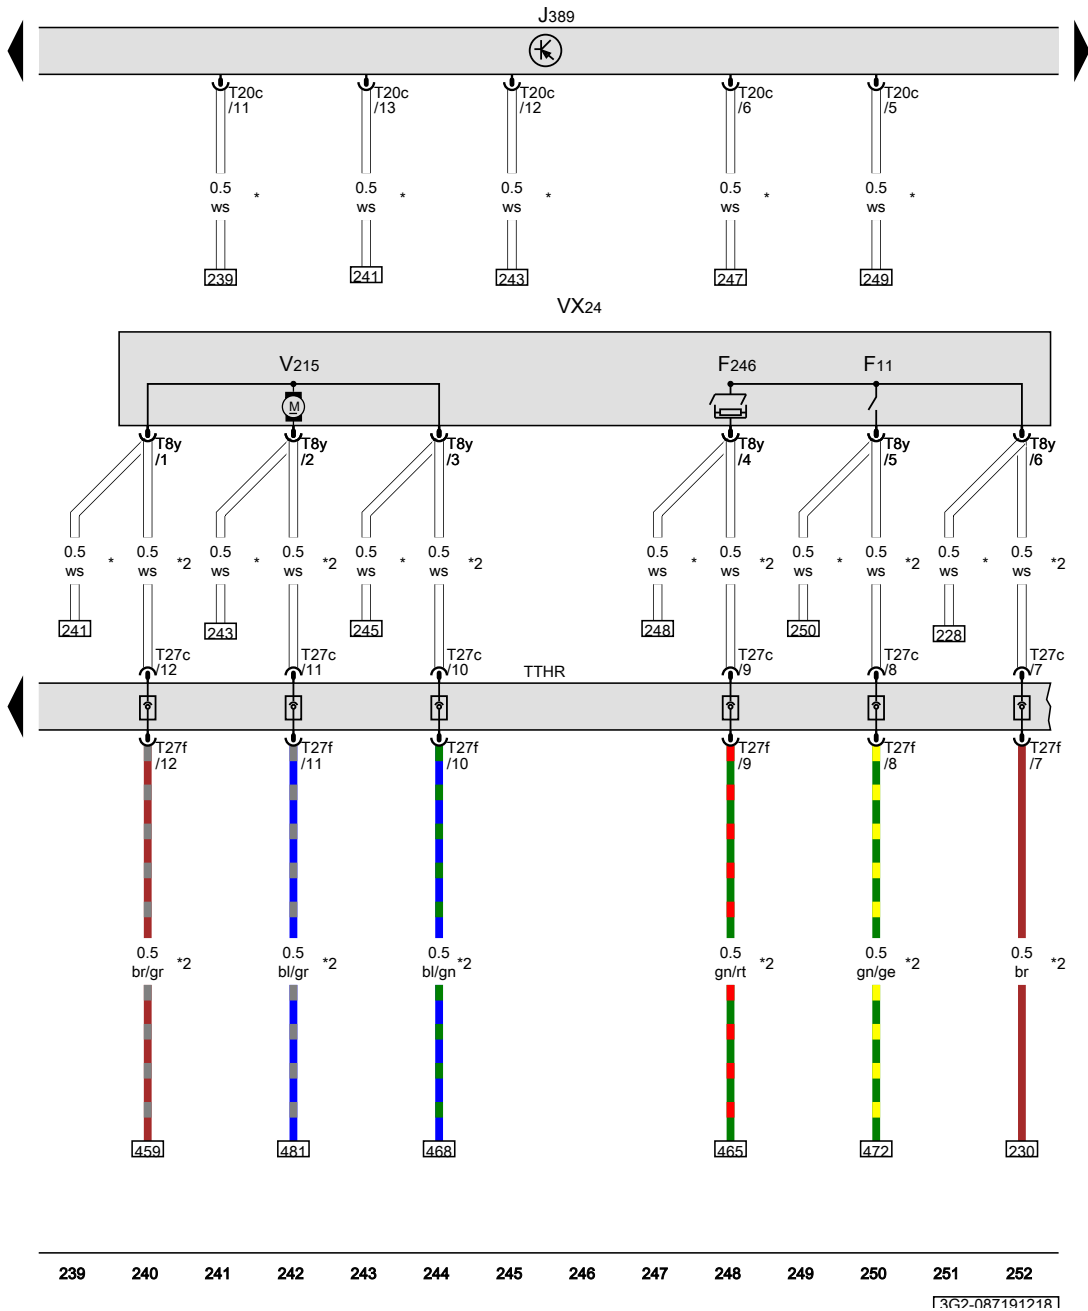 J389
T20c T20c T20c T20c T20c
/11 /13 /12 /6 /5
0.5 0.5 0.5 0.5 0.5
ws * ws * ws * ws * ws *
239 241 243 247 249
VX24
V215 F246 F11
M
T8y T8y T8y T8y T8y T8y
/1 /2 /3 /4 /5 /6
0.5 0.5 0.5 0.5 0.5 0.5 0.5 0.5 0.5 0.5 0.5 0.5
ws * ws *2 ws * ws *2 ws * ws *2 ws * ws *2 ws * ws *2 ws * ws *2
241 243 245 248 250 228
T27c T27c T27c TTHR T27c T27c T27c
/12 /11 /10 /9 /8 /7
T27f T27f T27f T27f T27f T27f
/12 /11 /10 /9 /8 /7
0.5 0.5 0.5 0.5 0.5 0.5
br/gr *2 bl/gr *2 bl/gn *2 gn/rt *2 gn/ge *2 br *2
459 481 468 465 472 230
239 240 241 242 243 244 245 246 247 248 249 250 251 252
3G2-087191218